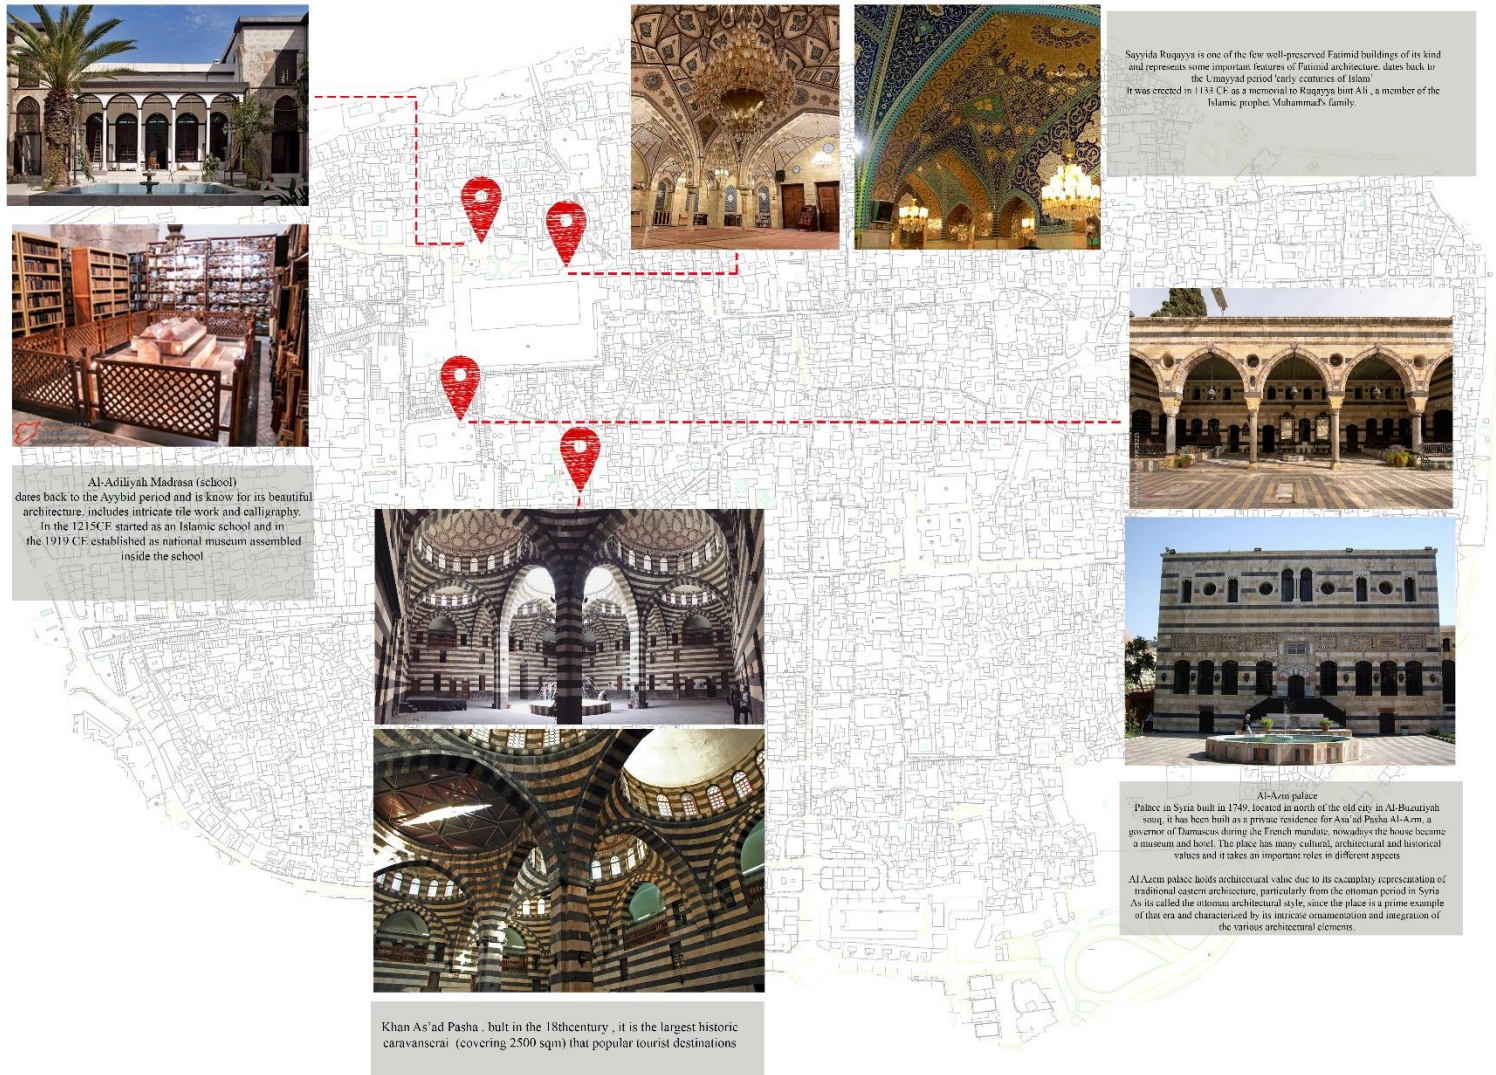 Sayyida Ruqayya is one of the few well-preserved Fatimid buildings of its kind
and represents some important features of Fatimid architecture. dates back to
the Umayyad period 'early centuries of Islam'
It was erected in 1133 CE as a memorial to Ruqayya bint Ali , a member of the
Islamic prophet Muhammad's family.
Al-Adiliyah Madrasa (school)
dates back to the Ayybid period and is know for its beautiful
architecture, includes intricate tile work and calligraphy.
In the 1215CE started as an Islamic school and in
the 1919 CE established as national museum assembled
inside the school
Al-Azm palace
Palace in Syria built in 1749, located in north of the old city in Al-Buzuriyah
souq, it has been built as a private residence for Asa'ad Pasha Al-Azm, a
governor of Damascus during the French mandate, nowadays the house became
a museum and hotel. The place has many cultural, architectural and historical
values and it takes an important roles in different aspects
Al Azem palace holds architectural value due to its exemplary representation of
traditional eastern architecture, particularly from the ottoman period in Syria
As its called the ottoman architectural style, since the place is a prime example
of that era and characterized by its intricate ornamentation and integration of
the various architectural elements.
Khan As'ad Pasha . bult in the 18thcentury , it is the largest historic
caravanserai (covering 2500 sqm) that popular tourist destinations